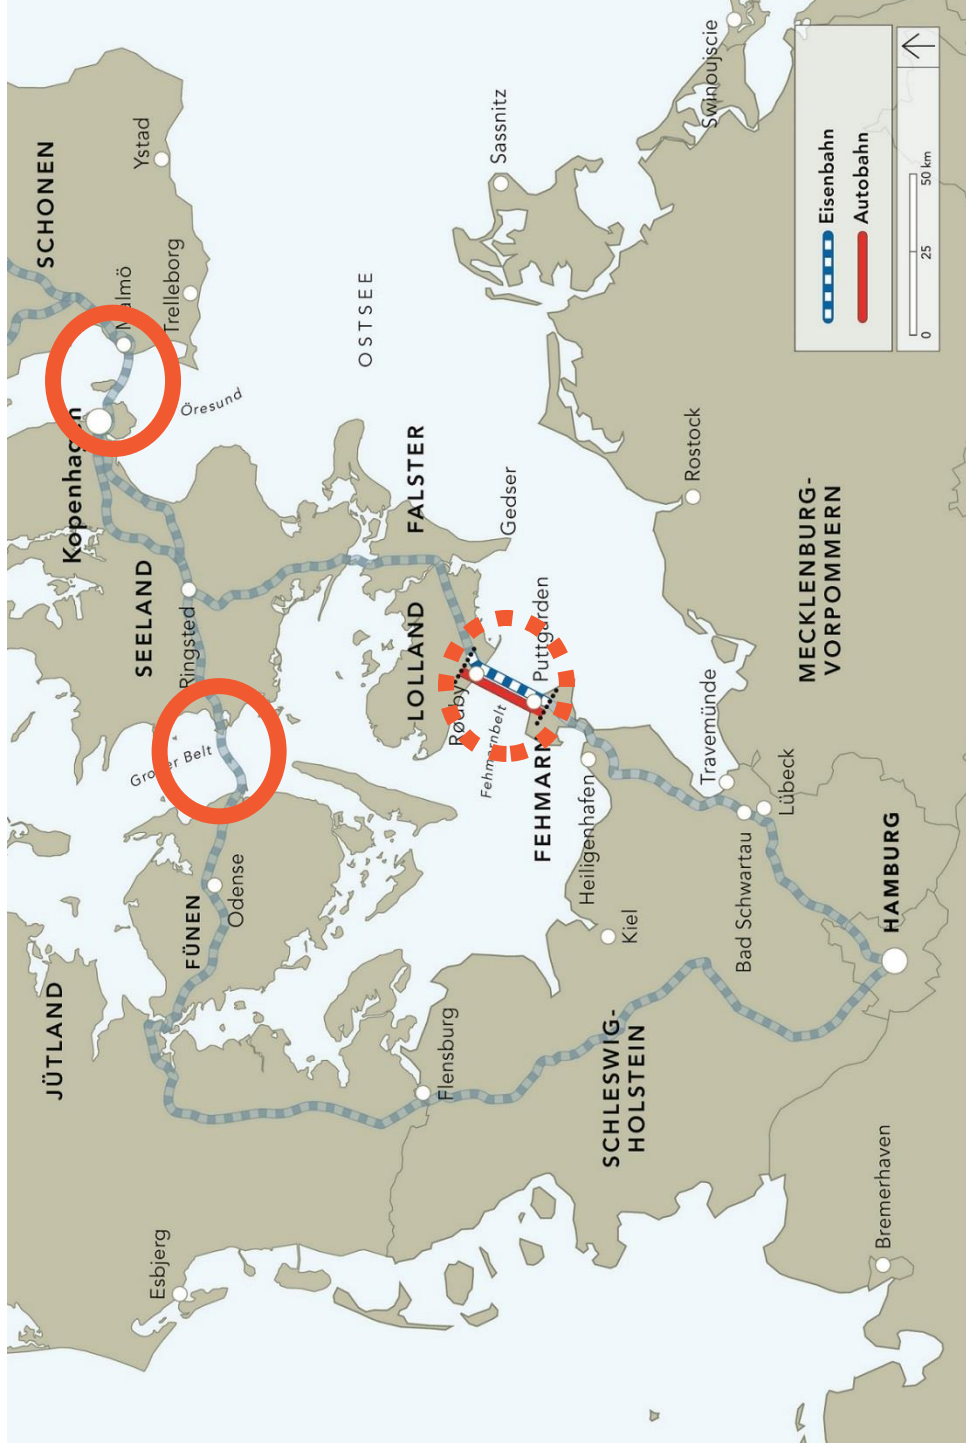 SCHONEN
JÜTLAND
Kopenhagen
Malmö
Ystad
SEELAND
Esbjerg
Trelleborg
Großer Belt
Ringsted
FÜNEN
Öresund
Odense
OSTSEE
LOLLAND
FALSTER
Flensburg
Rødby
Fehmarnbelt
Sassnitz
Gedser
FEHMARN
Puttgarden
Heiligenhafen
SCHLESWIG-
HOLSTEIN
Kiel
Rostock
Travemünde
Swinoujscie
Bad Schwartau
Lübeck
MECKLENBURG-
VORPOMMERN
Eisenbahn
Autobahn
Bremerhaven
HAMBURG
0 25 50 km